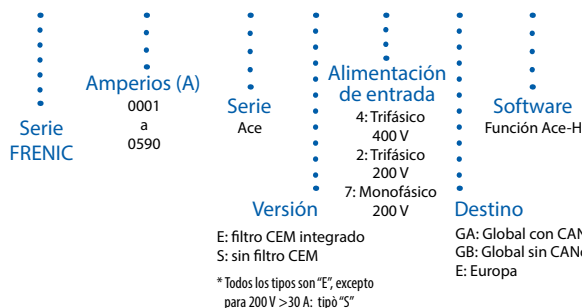 Amperios (A)
0001
a
0590
Serie
FRENIC
Serie
Ace
Alimentación
de entrada
4: Trifásico
400 V
2: Trifásico
200 V
7: Monofásico
200 V
Software
Función Ace-H
Versión
E: filtro CEM integrado
S: sin filtro CEM
* Todos los tipos son “E”, excepto
para 200 V >30 A: tipò “S”
Destino
GA: Global con CAN
GB: Global sin CAN
E: Europa